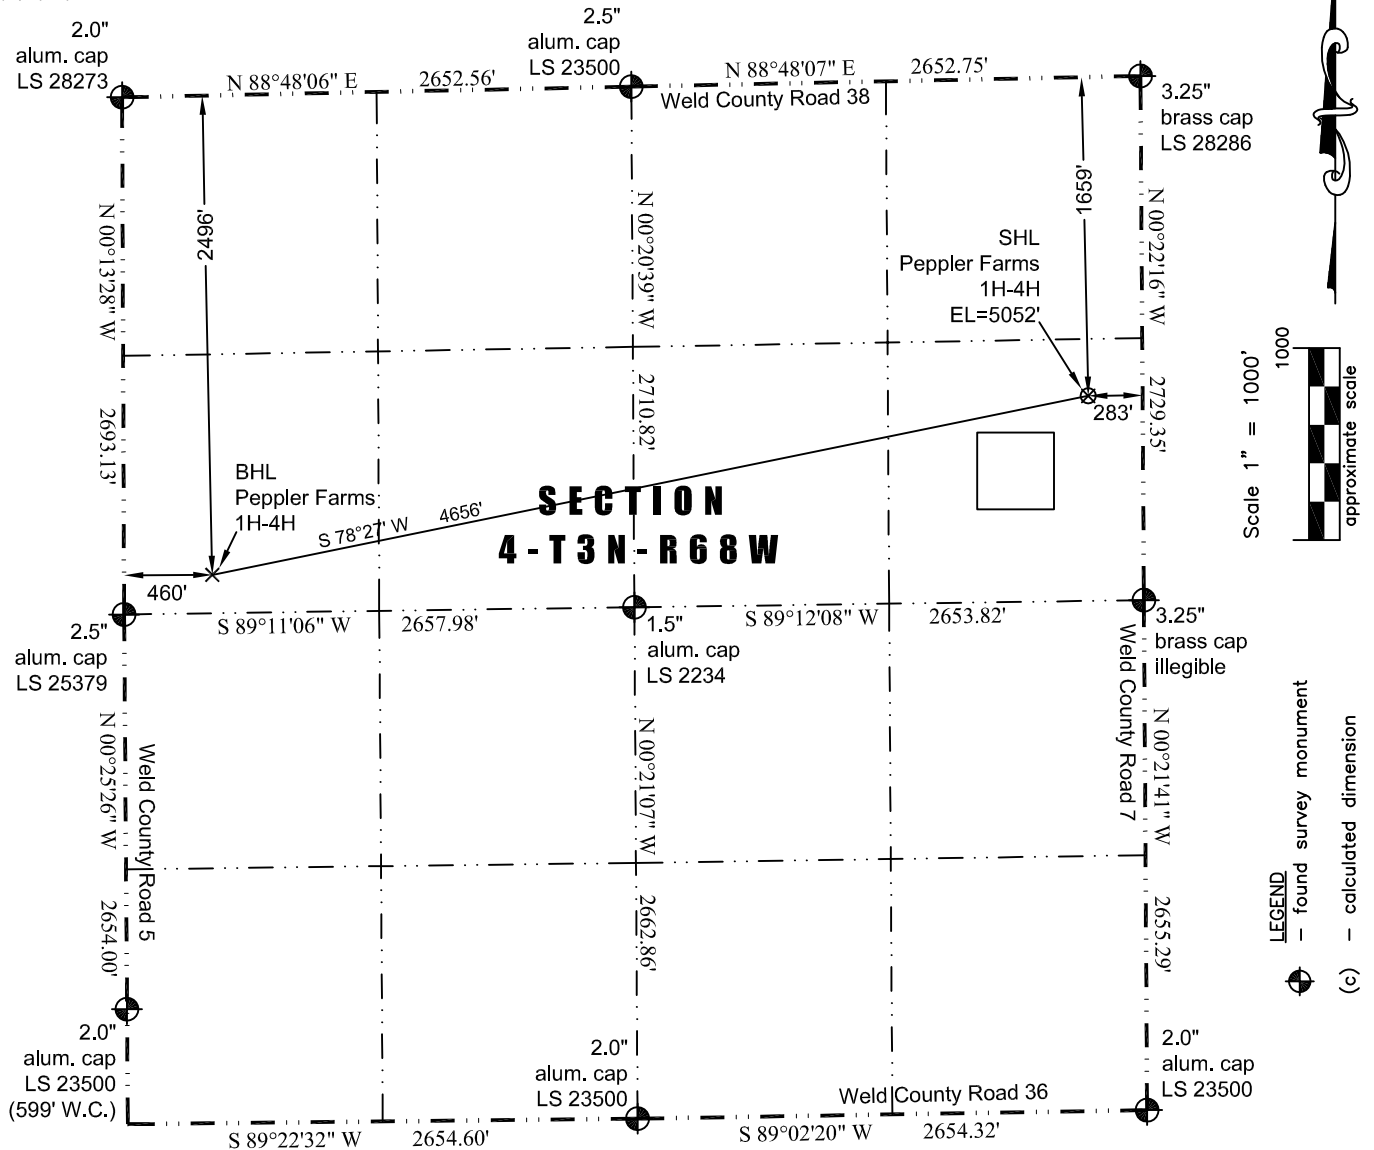 2.0"
alum. cap
LS 28273
2.5"
alum. cap
LS 23500
N 88°48'06" E
2652.56'
N 88°48'07" E
2652.75'
Weld County Road 38
3.25"
brass cap
LS 28286
N 00°13'28" W
2693.13'
2496'
N 00°20'39" W
2710.82'
1659'
N 00°22'16" W
2729.35'
SHL
Peppler Farms
1H-4H
EL=5052'
283'
BHL
Peppler Farms
1H-4H
S 78°27' W
4656'
SECTION
4-T3N-R68W
460'
2.5"
alum. cap
LS 25379
S 89°11'06" W
2657.98'
1.5"
alum. cap
LS 2234
S 89°12'08" W
2653.82'
3.25"
brass cap
illegible
N 00°25'26" W
2654.00'
Weld County Road 5
N 00°21'07" W
2662.86'
Weld County Road 7
N 00°21'41" W
2655.29'
2.0"
alum. cap
LS 23500
(599' W.C.)
2.0"
alum. cap
LS 23500
Weld County Road 36
2.0"
alum. cap
LS 23500
S 89°22'32" W
2654.60'
S 89°02'20" W
2654.32'
Scale 1" = 1000'
1000
approximate scale
LEGEND
- found survey monument
(c) - calculated dimension